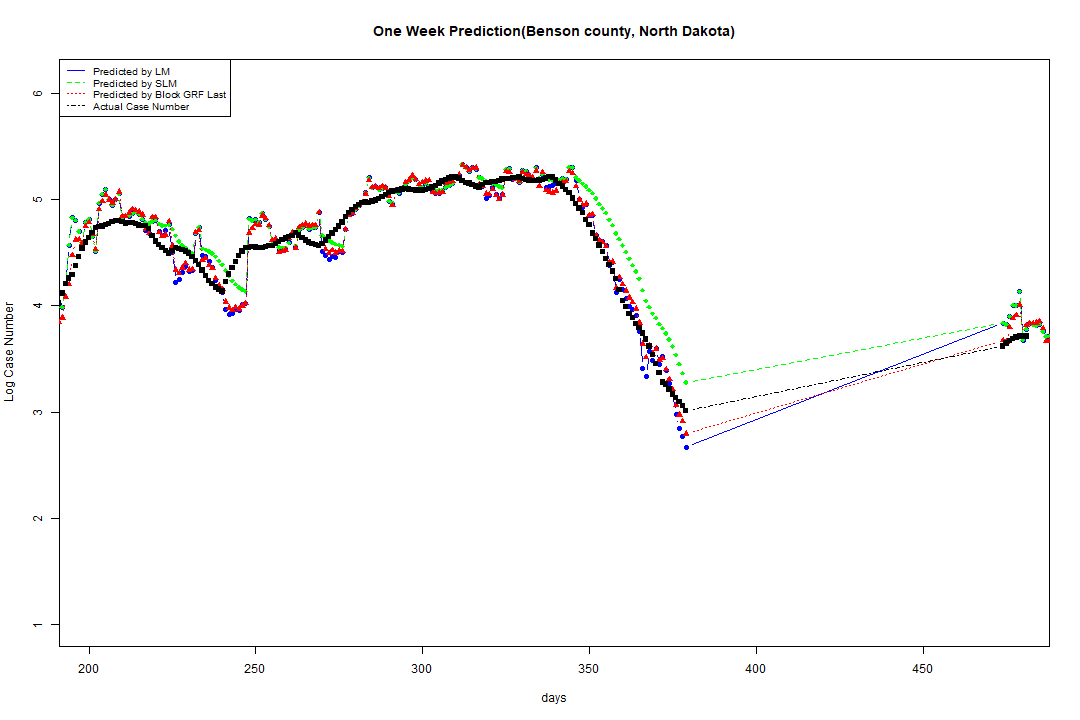 One Week Prediction(Benson county, North Dakota)
Predicted by LM
Predicted by SLM
Predicted by Block GRF Last
Actual Case Number
6
5
4
3
2
1
Log Case Number
200 250 300 350 400 450
days